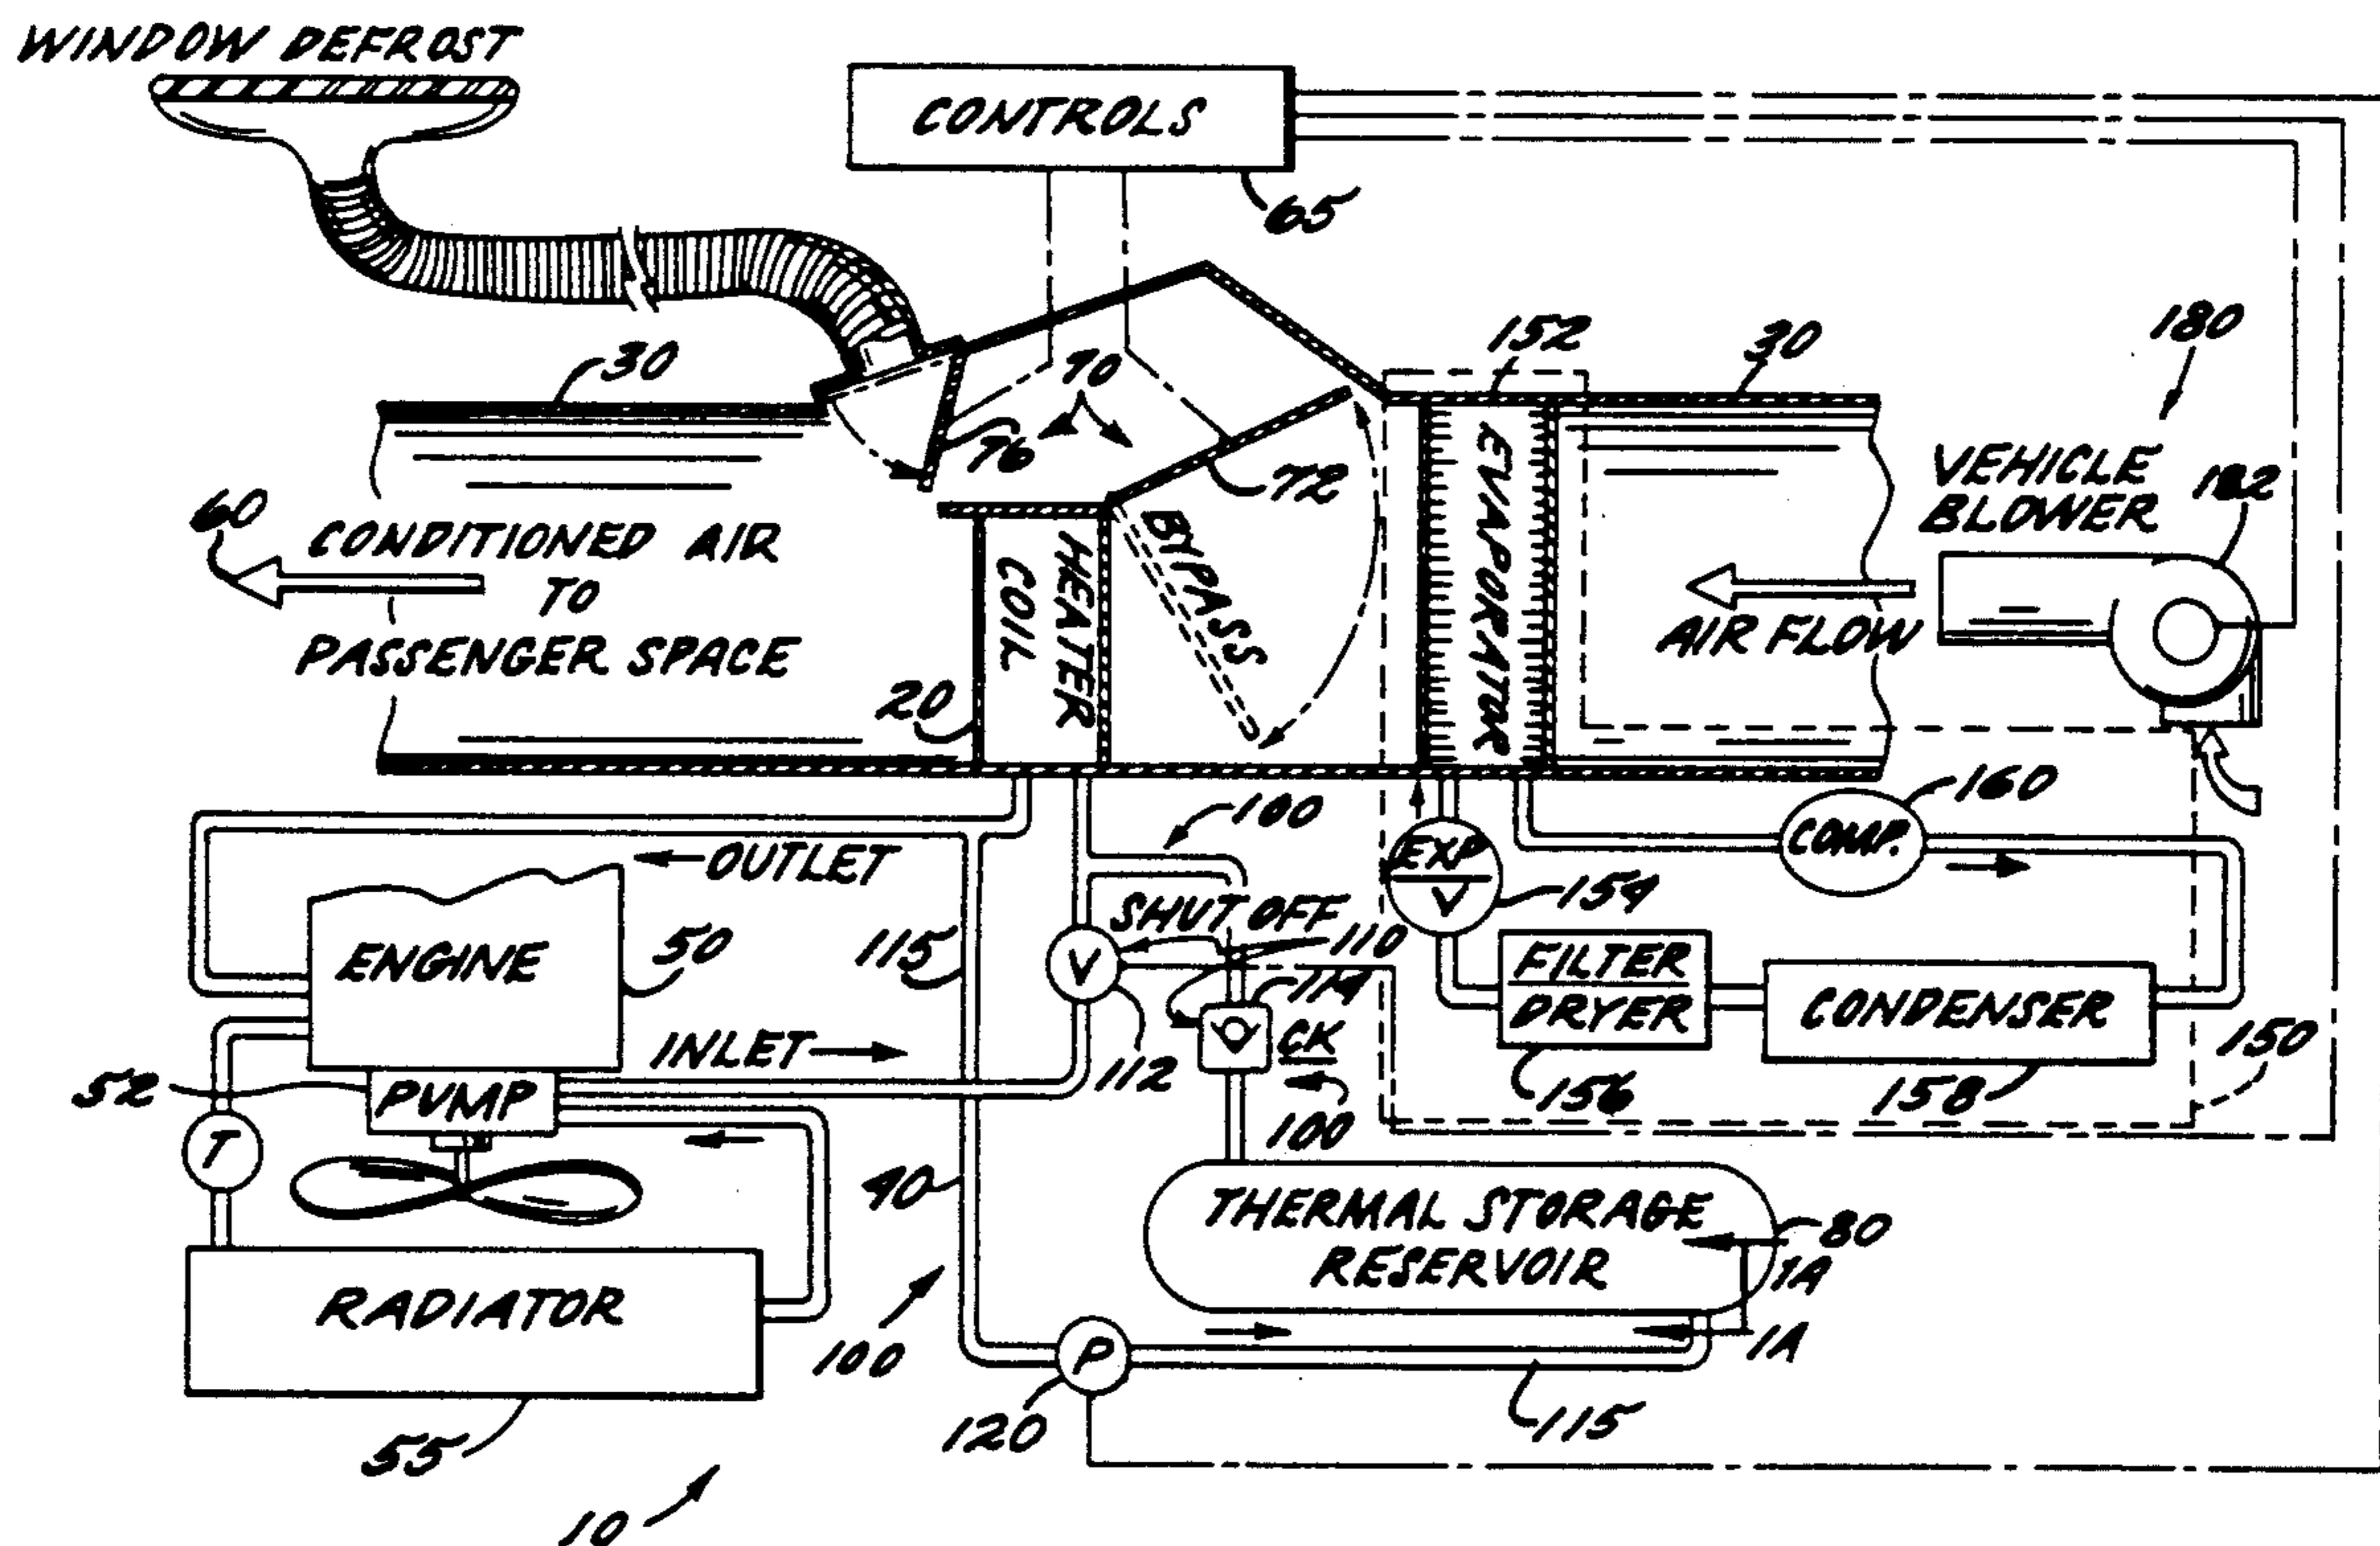 WINDOW DEFROST
CONTROLS
65
30
70
76
72
152
30
180
VEHICLE
BLOWER
182
60
CONDITIONED AIR
TO
PASSENGER SPACE
20
HEATER
COIL
BYPASS
EVAPORATOR
AIR FLOW
160
COMP.
100
OUTLET
ENGINE
50
115
SHUT OFF
110
V
EXP
V
154
114
CK
FILTER
DRYER
CONDENSER
150
INLET
112
52
PUMP
100
156
158
T
40
THERMAL STORAGE
RESERVOIR
80
1A
RADIATOR
100
P
1A
120
115
55
10